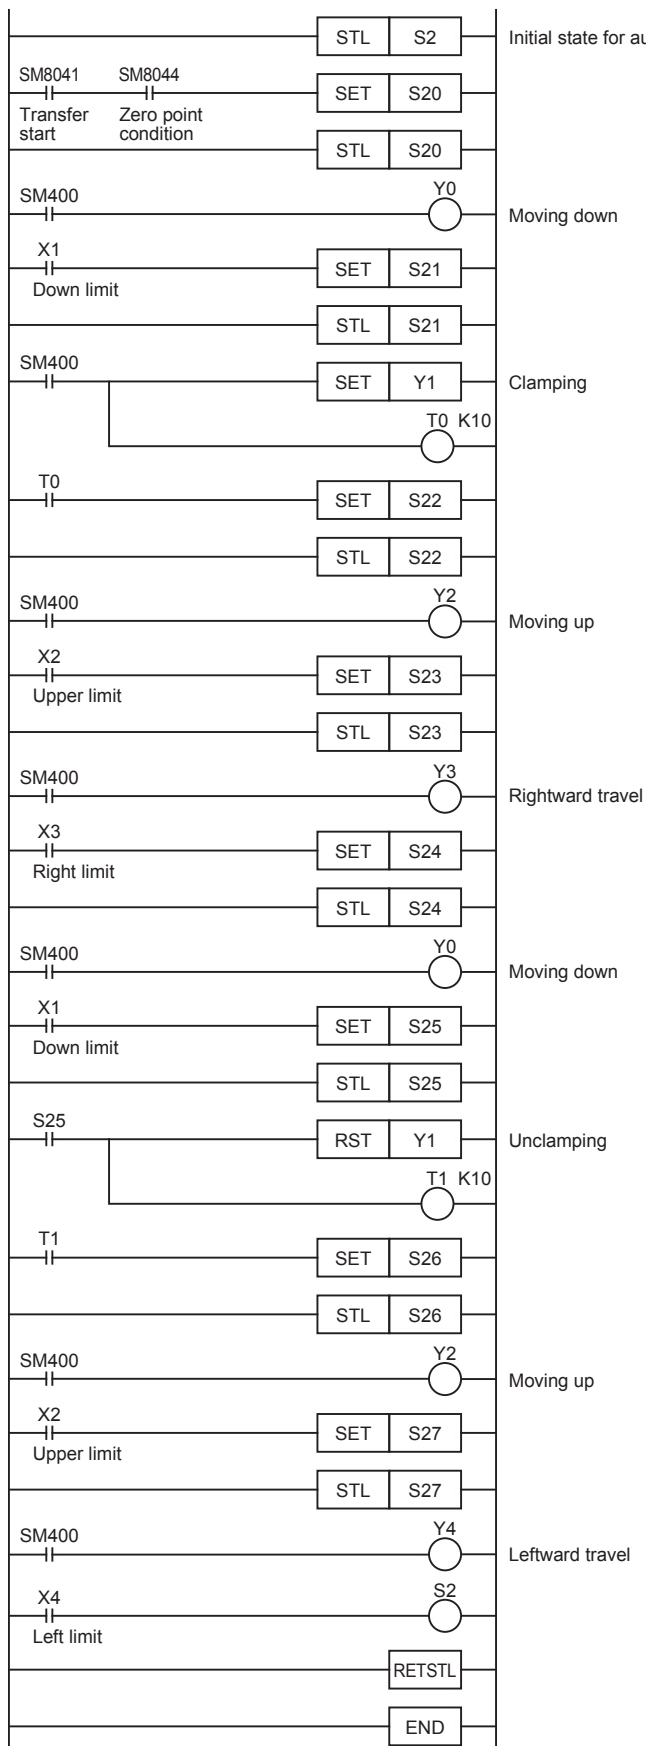 STL S2 Initial state for au
SM8041 SM8044
SET S20
Transfer start Zero point condition
STL S20
SM400 Y0
Moving down
X1
SET S21
Down limit
STL S21
SM400
SET Y1 Clamping
T0 K10
T0
SET S22
STL S22
SM400 Y2
Moving up
X2
SET S23
Upper limit
STL S23
SM400 Y3
Rightward travel
X3
SET S24
Right limit
STL S24
SM400 Y0
Moving down
X1
SET S25
Down limit
STL S25
S25
RST Y1 Unclamping
T1 K10
T1
SET S26
STL S26
SM400 Y2
Moving up
X2
SET S27
Upper limit
STL S27
SM400 Y4
Leftward travel
X4 S2
Left limit
RETSTL
END